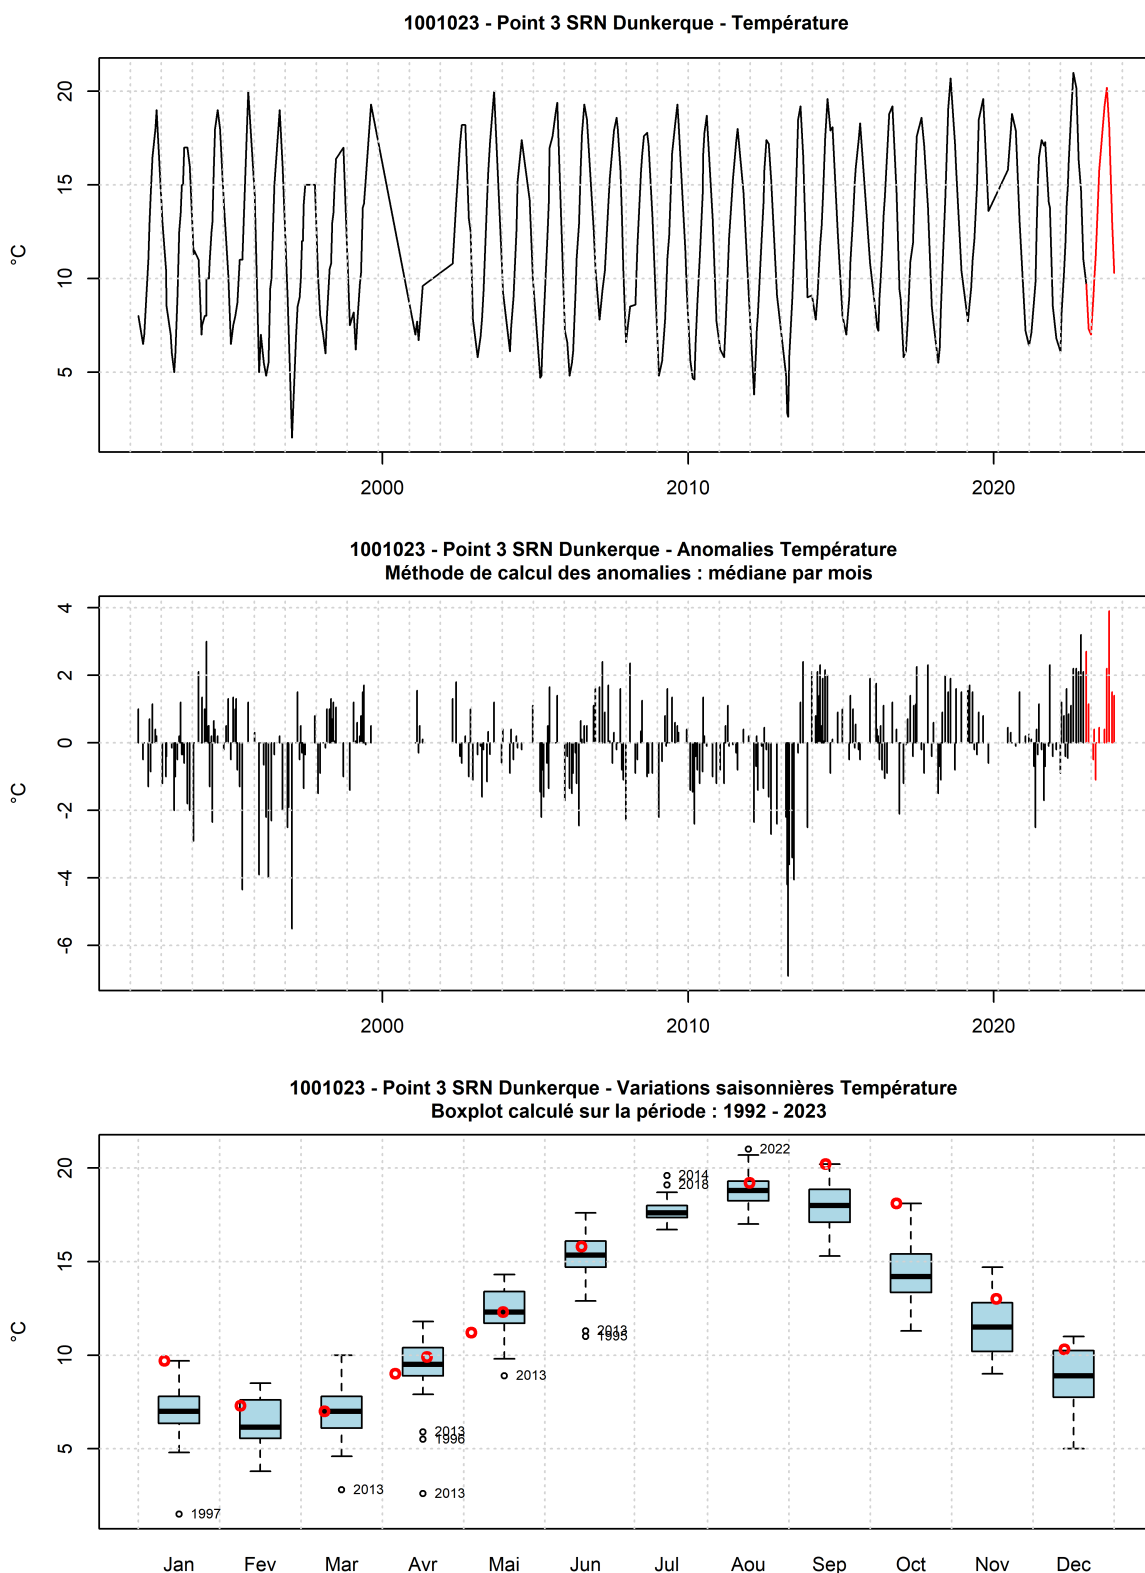 1001023 - Point 3 SRN Dunkerque - Température
20
15
10
5
°C
2000 2010 2020
1001023 - Point 3 SRN Dunkerque - Anomalies Température
Méthode de calcul des anomalies : médiane par mois
4
2
0
-2
-4
-6
°C
2000 2010 2020
1001023 - Point 3 SRN Dunkerque - Variations saisonnières Température
Boxplot calculé sur la période : 1992 - 2023
20
15
10
5
°C
1997
2013
2013
1996
2013
2013
2013
1995
2014
2018
2022
Jan Fev Mar Avr Mai Jun Jul Aou Sep Oct Nov Dec